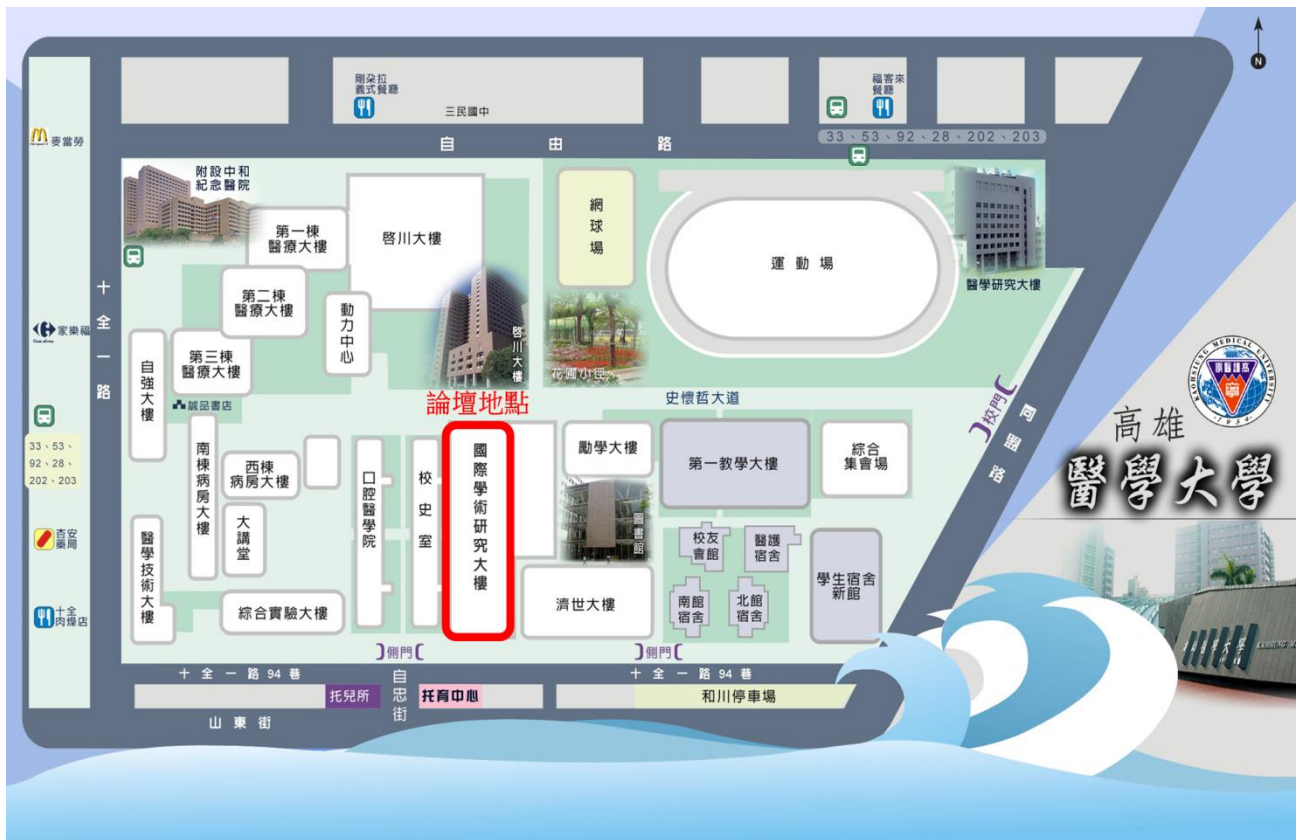 N
剛朵拉
義式餐廳
三民國中
福客來
餐廳
33、53、92、28、202、203
麥當勞
自由路
附設中和
紀念醫院
第一棟
醫療大樓
啓川大樓
網球場
運動場
醫學研究大樓
第二棟
醫療大樓
動力中心
十全一路
家樂福
自強大樓
第三棟
醫療大樓
啓川大樓
花圃小徑
誠品書店
論壇地點
史懷哲大道
校門
同盟路
KAOHSIUNG MEDICAL UNIVERSITY
1954
高雄
醫學大學
33、53、
92、28、
202、203
南棟病房大樓
西棟
病房大樓
口腔醫學院
校史室
國際學術研究大樓
勵學大樓
第一教學大樓
綜合
集會場
圖書館
杏安
藥局
醫學技術大樓
大講堂
校友
會館
醫護
宿舍
學生宿舍
新館
十全
肉燥店
綜合實驗大樓
濟世大樓
南館
宿舍
北館
宿舍
側門
側門
十全一路94巷
自忠街
十全一路94巷
托兒所
托育中心
和川停車場
山東街